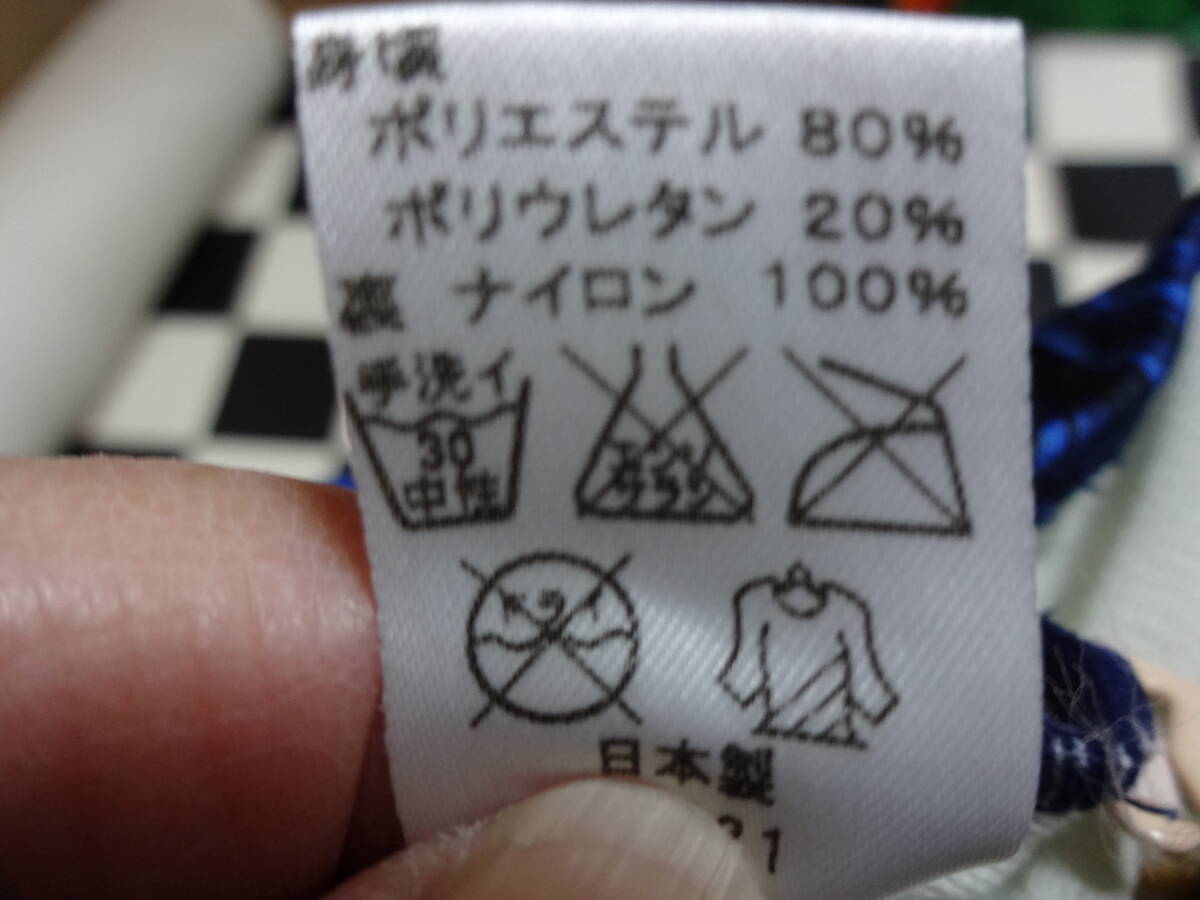 身頃
ポリエステル 80%
ポリウレタン 20%
裏 ナイロン 100%
手洗イ
30
中性
エンソ
サラシ
ドライ
日本製
21